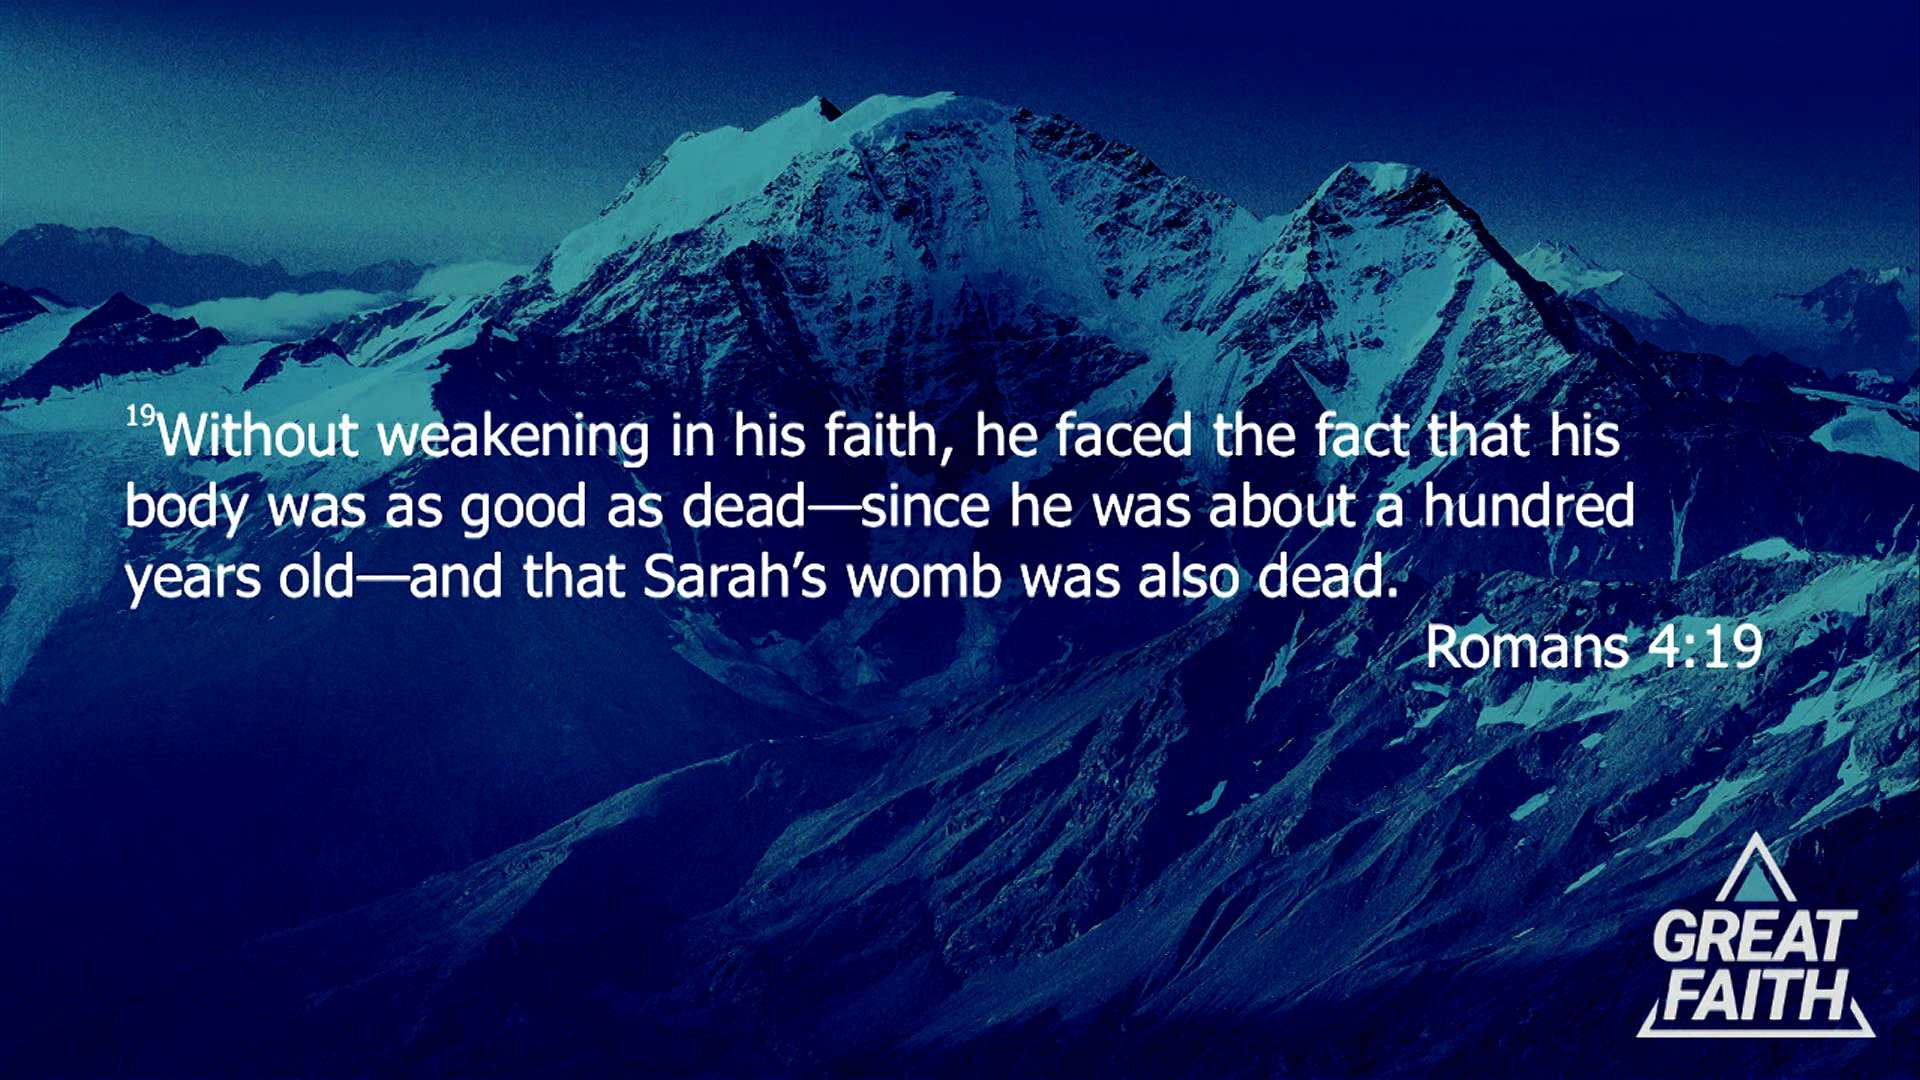 19Without weakening in his faith, he faced the fact that his
body was as good as dead—since he was about a hundred
years old—and that Sarah’s womb was also dead.
Romans 4:19
GREAT
FAITH